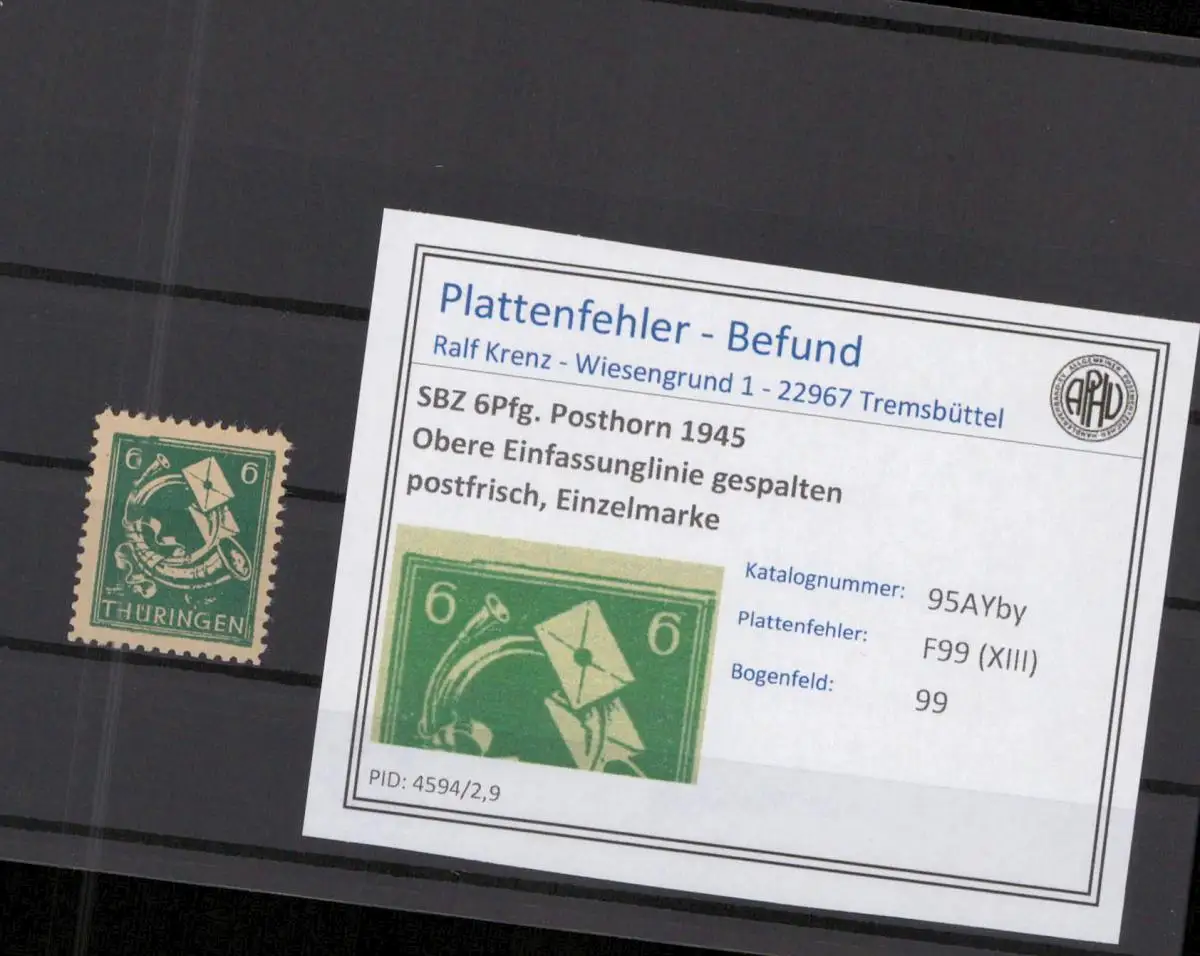 Plattenfehler - Befund
Ralf Krenz - Wiesengrund 1 - 22967 Tremsbüttel
APHV
SBZ 6Pfg. Posthorn 1945
Obere Einfassunglinie gespalten
postfrisch, Einzelmarke
6 6
Katalognummer: 95AYby
Plattenfehler: F99 (XIII)
Bogenfeld: 99
PID: 4594/2,9
6 6
THÜRINGEN